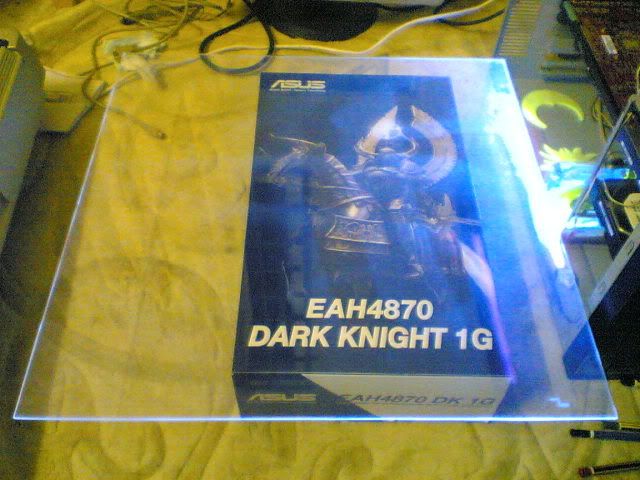 ASUS
EAH4870
DARK KNIGHT 1G
ASUS EAH4870 DK 1G